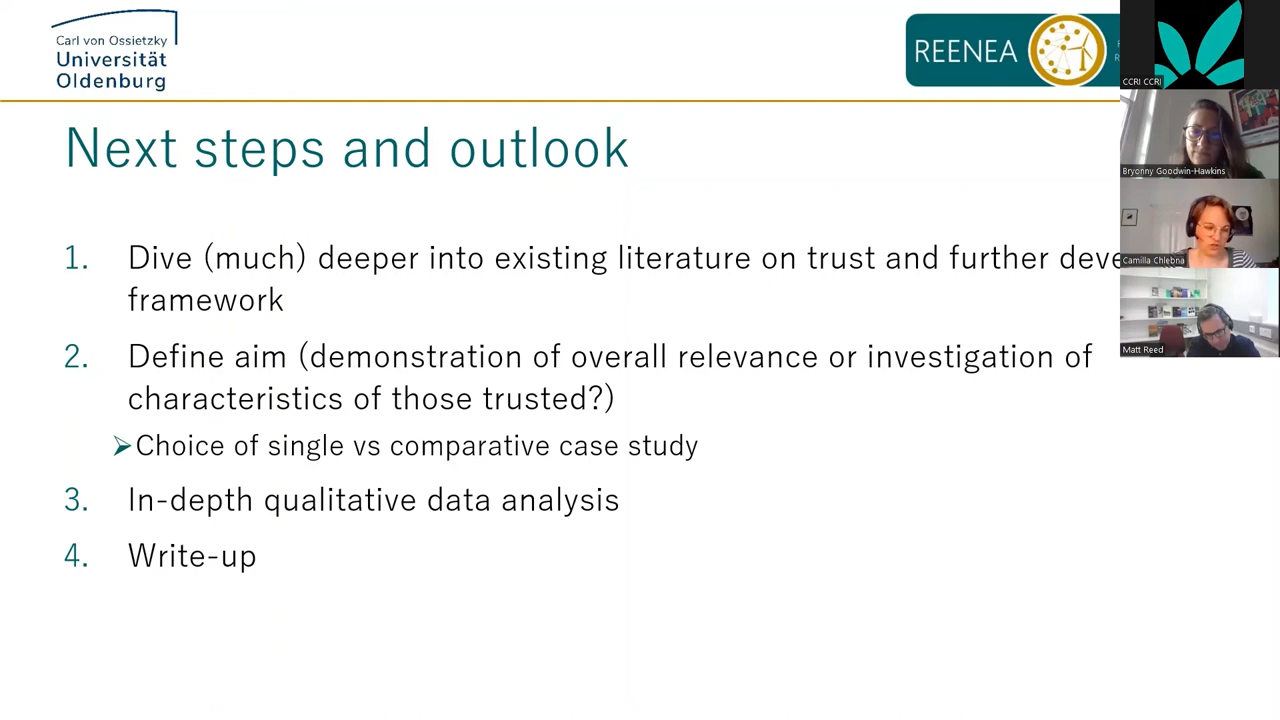 Carl von Ossietzky
Universität
Oldenburg
REENEA
CCRI CCRI
Next steps and outlook
Bryonny Goodwin-Hawkins
1. Dive (much) deeper into existing literature on trust and further deve
framework
Camilla Chlebna
2. Define aim (demonstration of overall relevance or investigation of
characteristics of those trusted?)
Matt Reed
➢Choice of single vs comparative case study
3. In-depth qualitative data analysis
4. Write-up